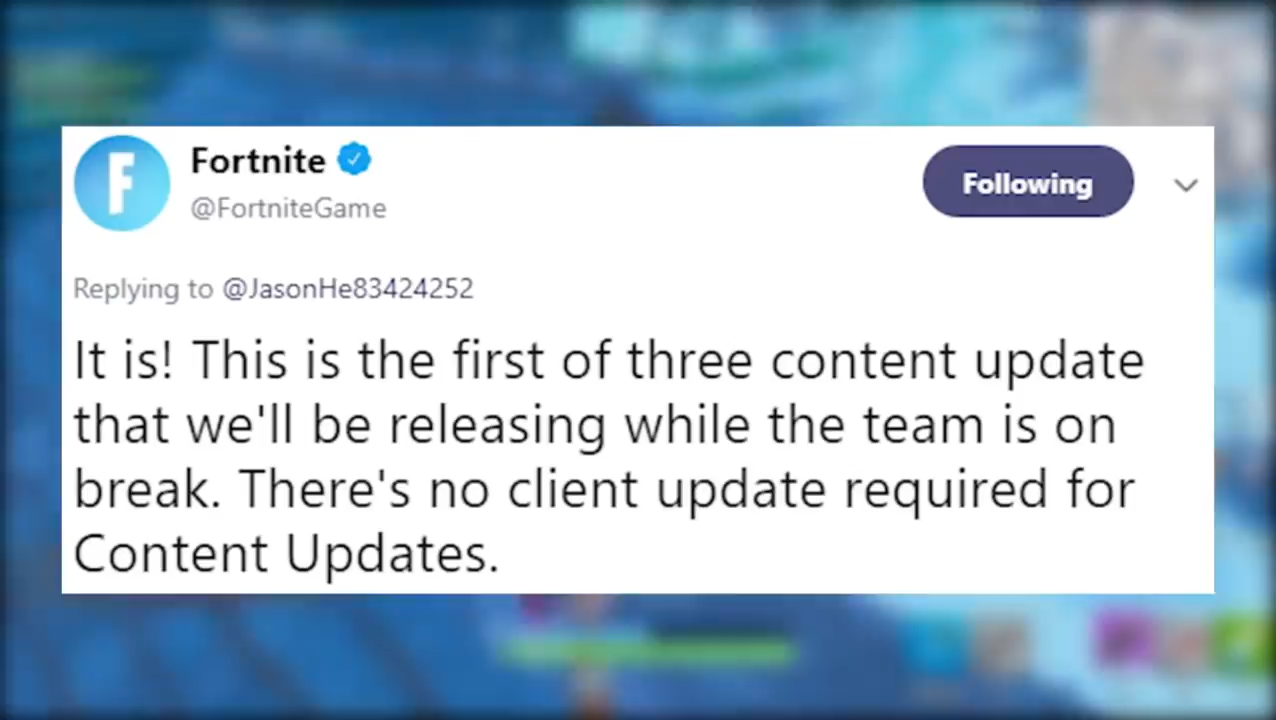 F
Fortnite
@FortniteGame
Following
Replying to @JasonHe83424252
It is! This is the first of three content update
that we'll be releasing while the team is on
break. There's no client update required for
Content Updates.